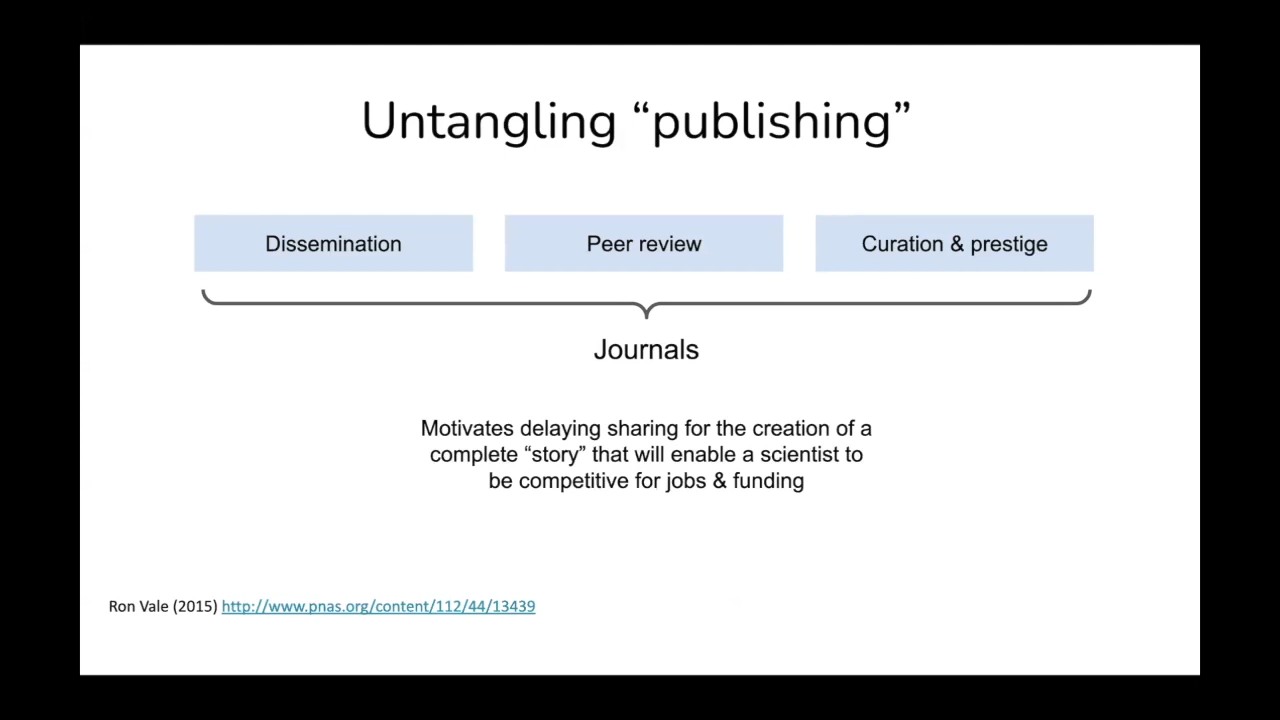 Untangling “publishing”
Dissemination
Peer review
Curation & prestige
Journals
Motivates delaying sharing for the creation of a
complete “story” that will enable a scientist to
be competitive for jobs & funding
Ron Vale (2015) http://www.pnas.org/content/112/44/13439